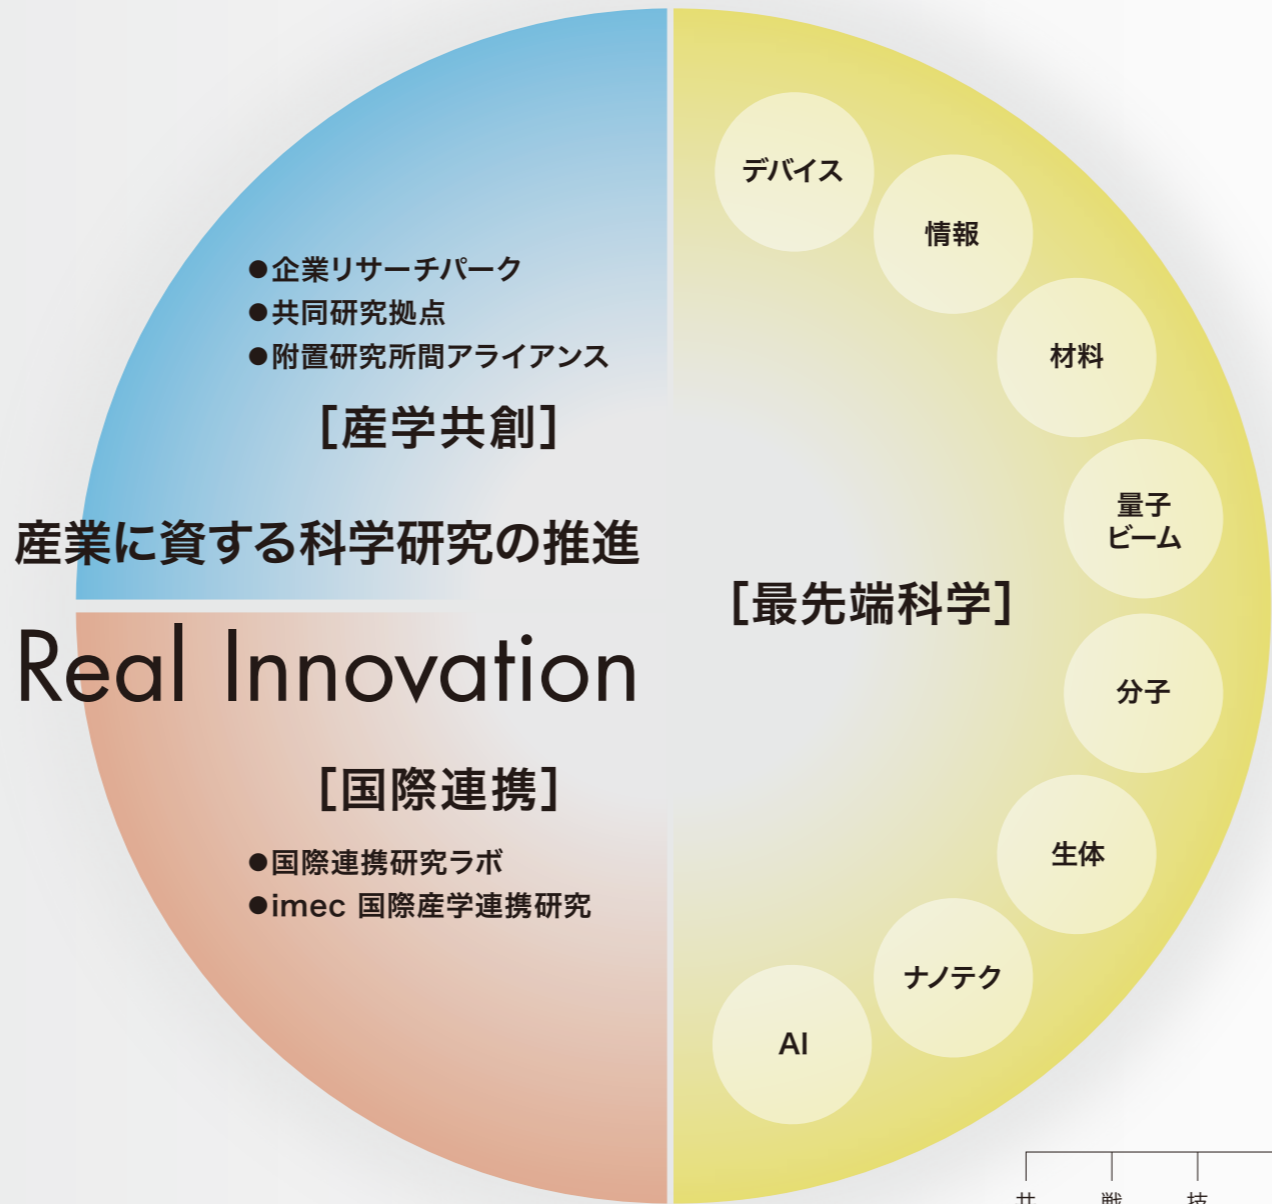 ●企業リサーチパーク
●共同研究拠点
●附置研究所間アライアンス
［産学共創］
産業に資する科学研究の推進
Real Innovation
［国際連携］
●国際連携研究ラボ
●imec 国際産学連携研究
［最先端科学］
デバイス
情報
材料
量子
ビーム
分子
生体
ナノテク
AI